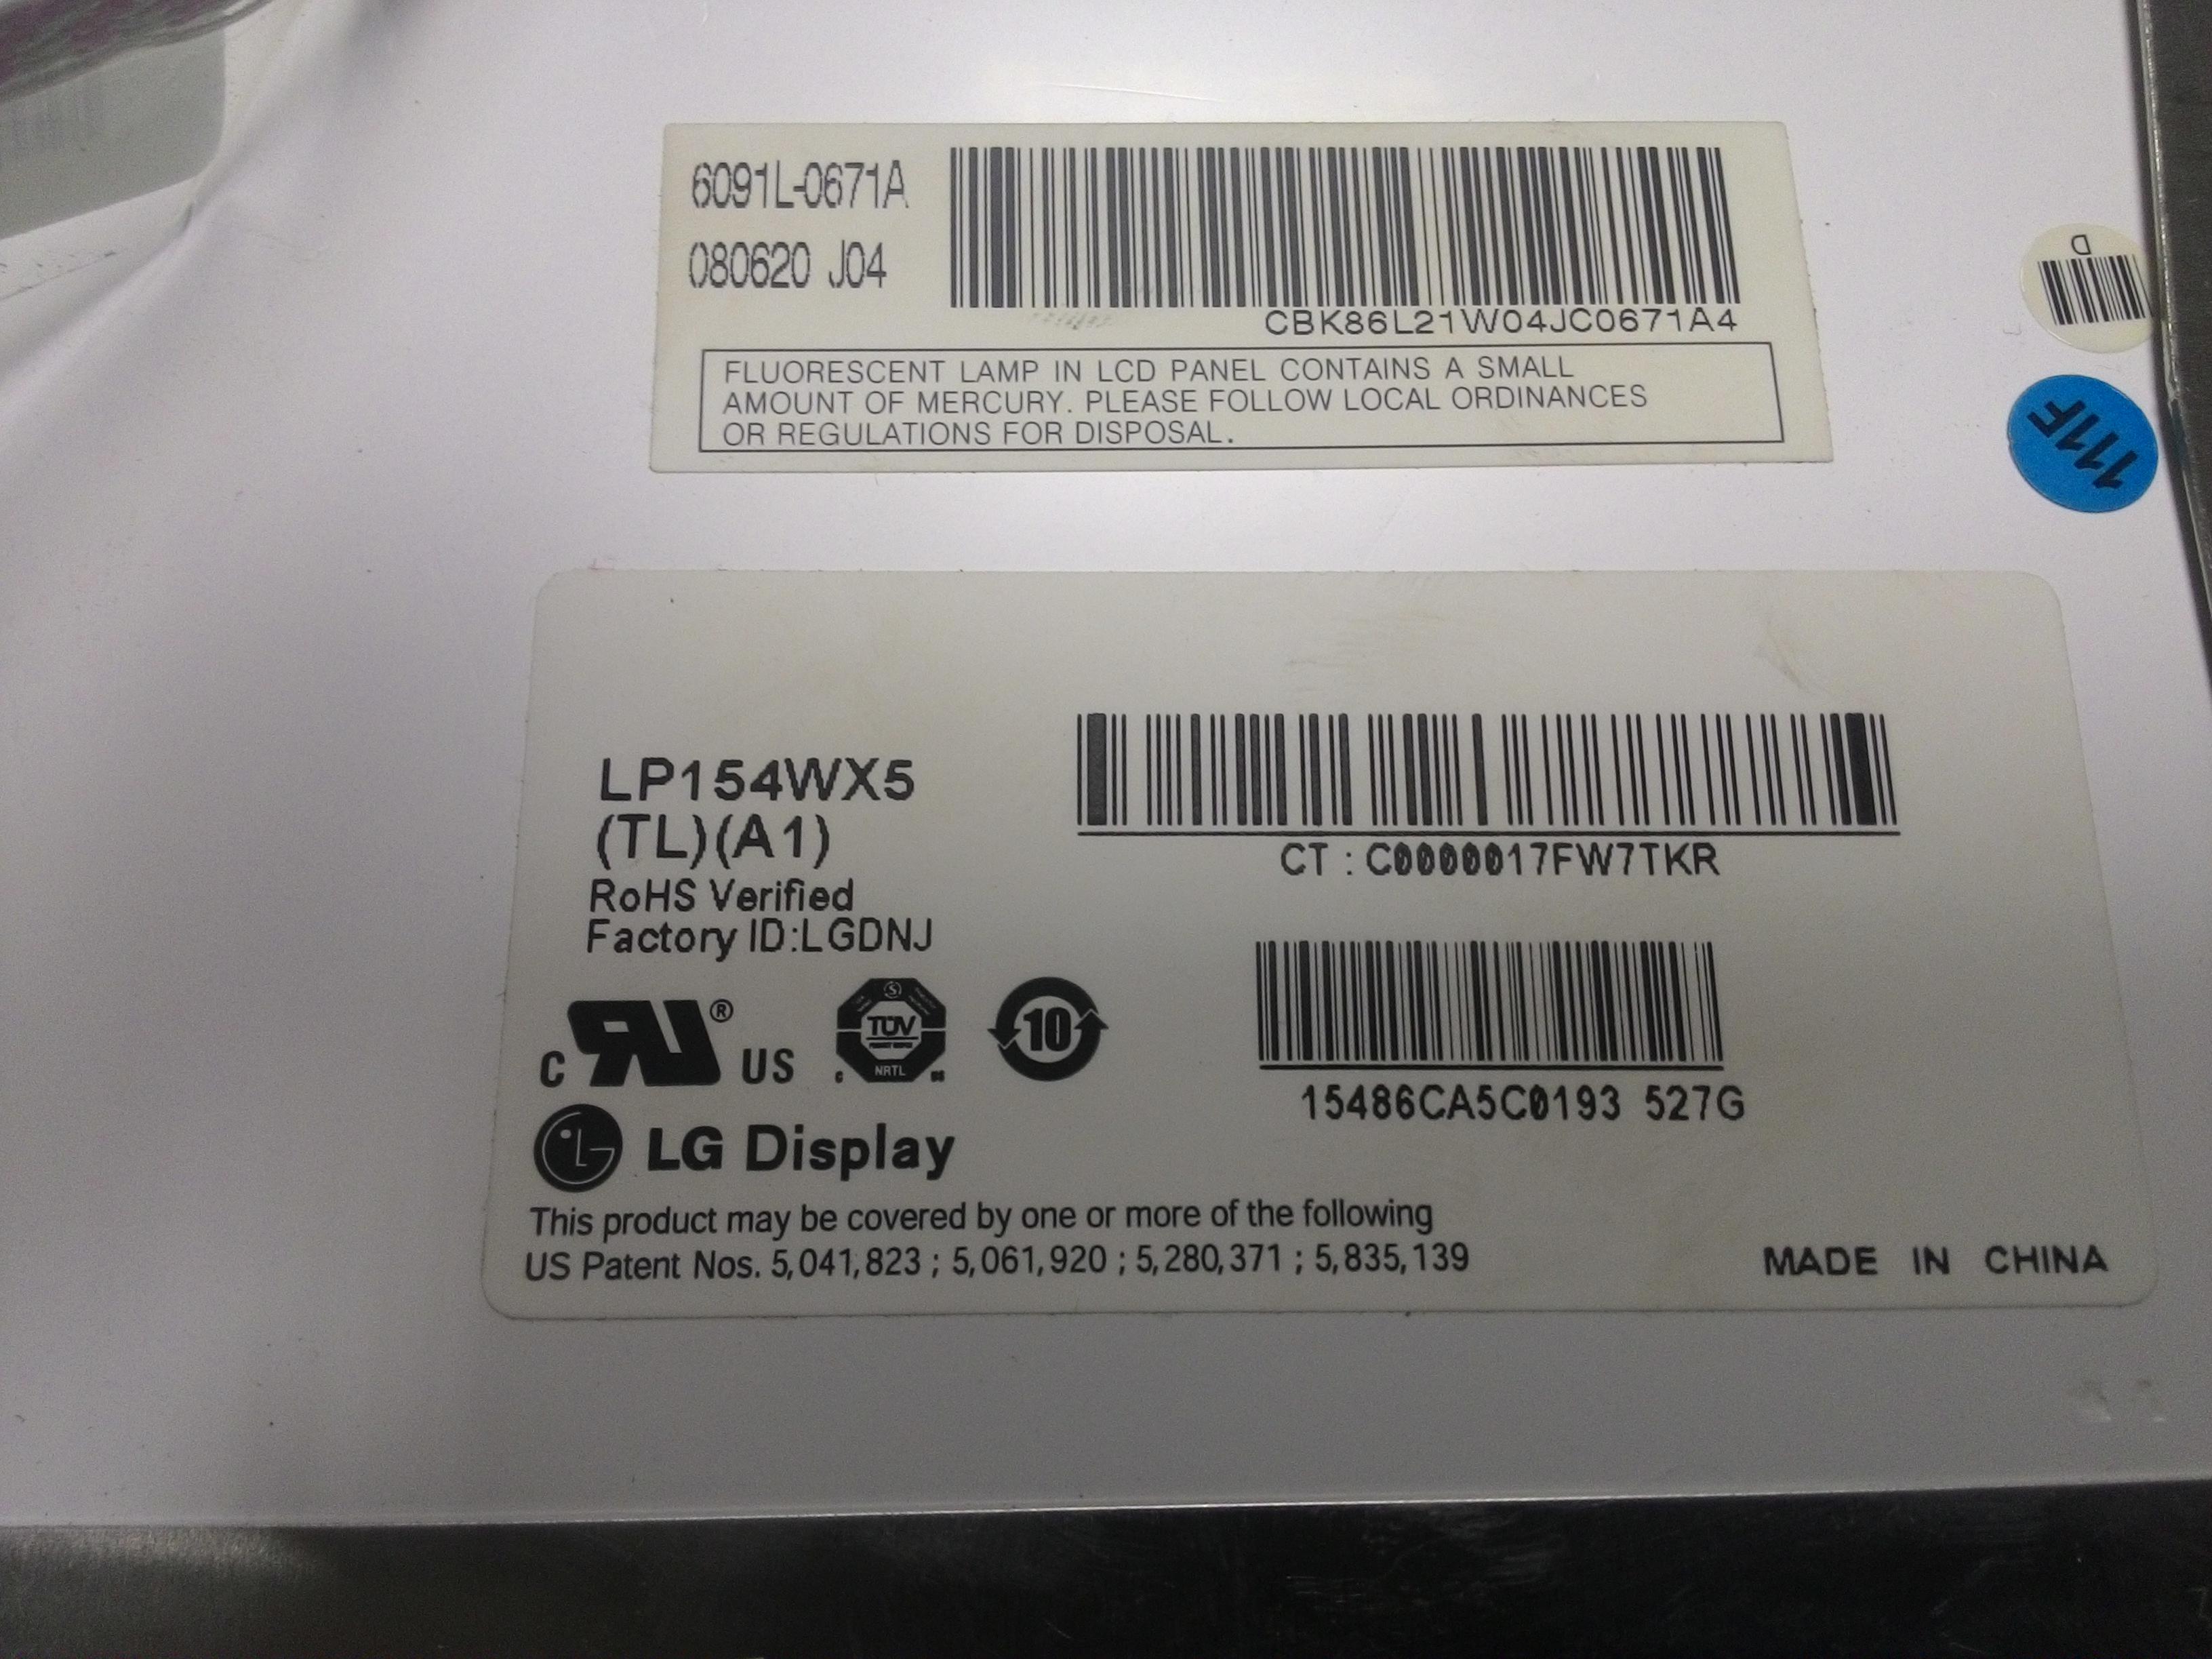 6091L-0671A
080620 J04
CBK86L21W04JC0671A4
FLUORESCENT LAMP IN LCD PANEL CONTAINS A SMALL
AMOUNT OF MERCURY. PLEASE FOLLOW LOCAL ORDINANCES
OR REGULATIONS FOR DISPOSAL.
D
111F
LP154WX5
(TL)(A1)
RoHS Verified
Factory ID:LGDNJ
CT : C0000017FW7TKR
C RU® US
TÜV
NRTL
10
15486CA5C0193 527G
LG Display
This product may be covered by one or more of the following
US Patent Nos. 5,041,823 ; 5,061,920 ; 5,280,371 ; 5,835,139
MADE IN CHINA